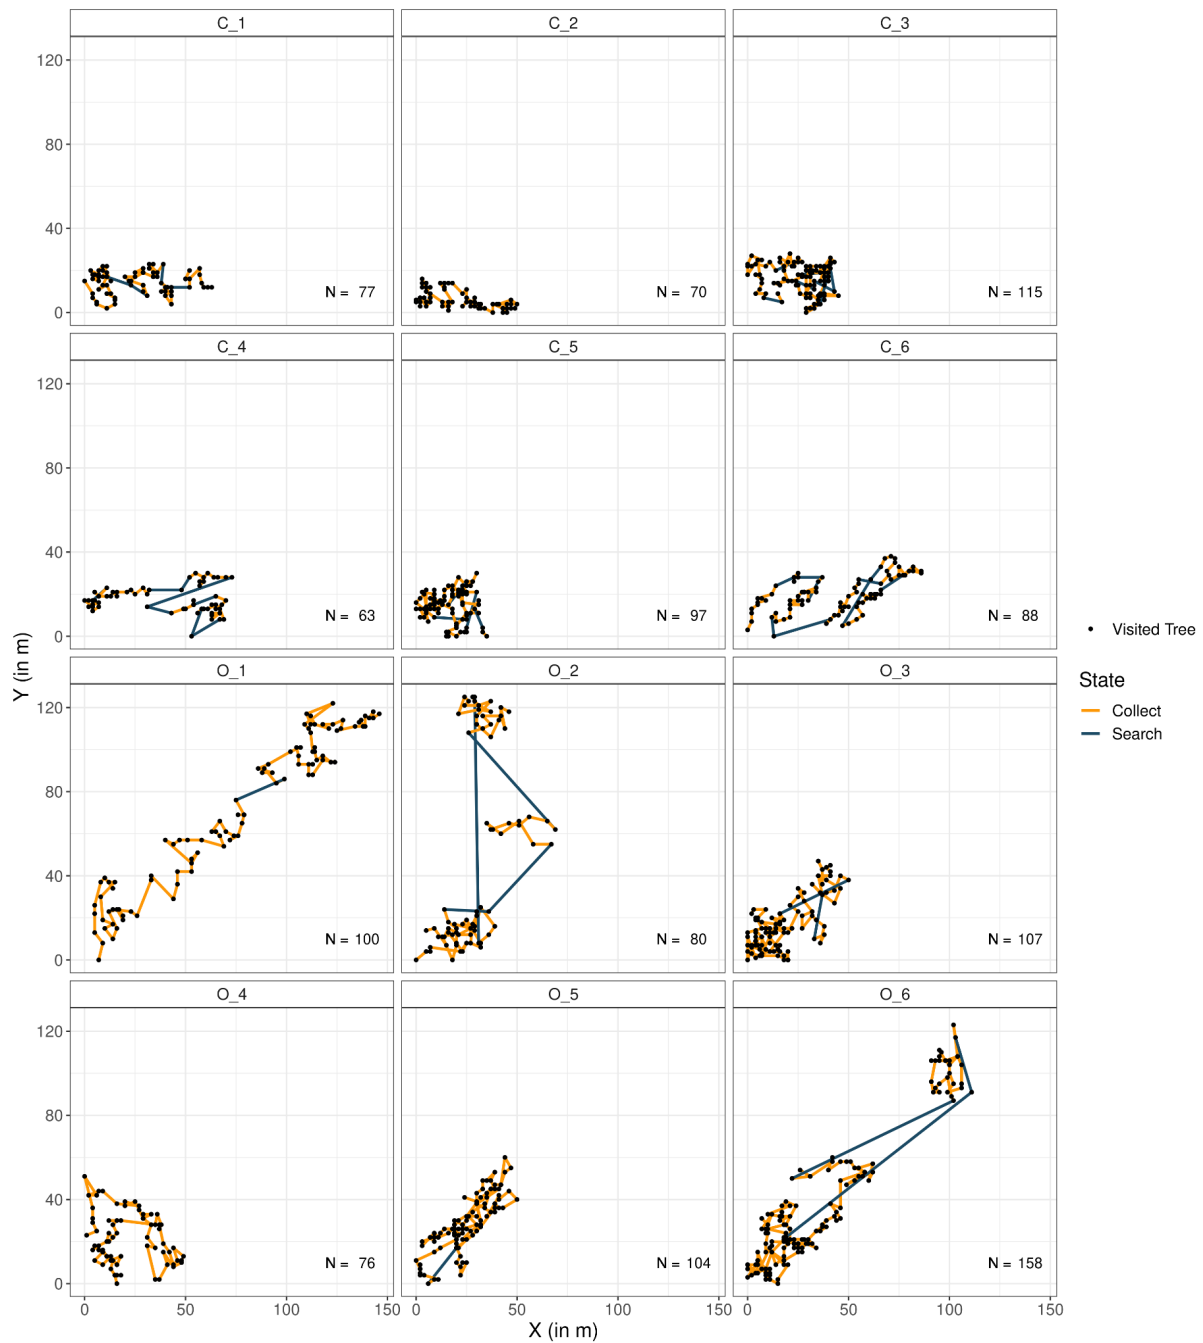 C_1 C_2 C_3
120
80
40
0
N = 77 N = 70 N = 115
C_4 C_5 C_6
120
80
40
0
N = 63 N = 97 N = 88
O_1 O_2 O_3
120
80
40
0
N = 100 N = 80 N = 107
O_4 O_5 O_6
120
80
40
0
N = 76 N = 104 N = 158
0 50 100 150 0 50 100 150 0 50 100 150
X (in m)
Y (in m)
Visited Tree
State
Collect
Search